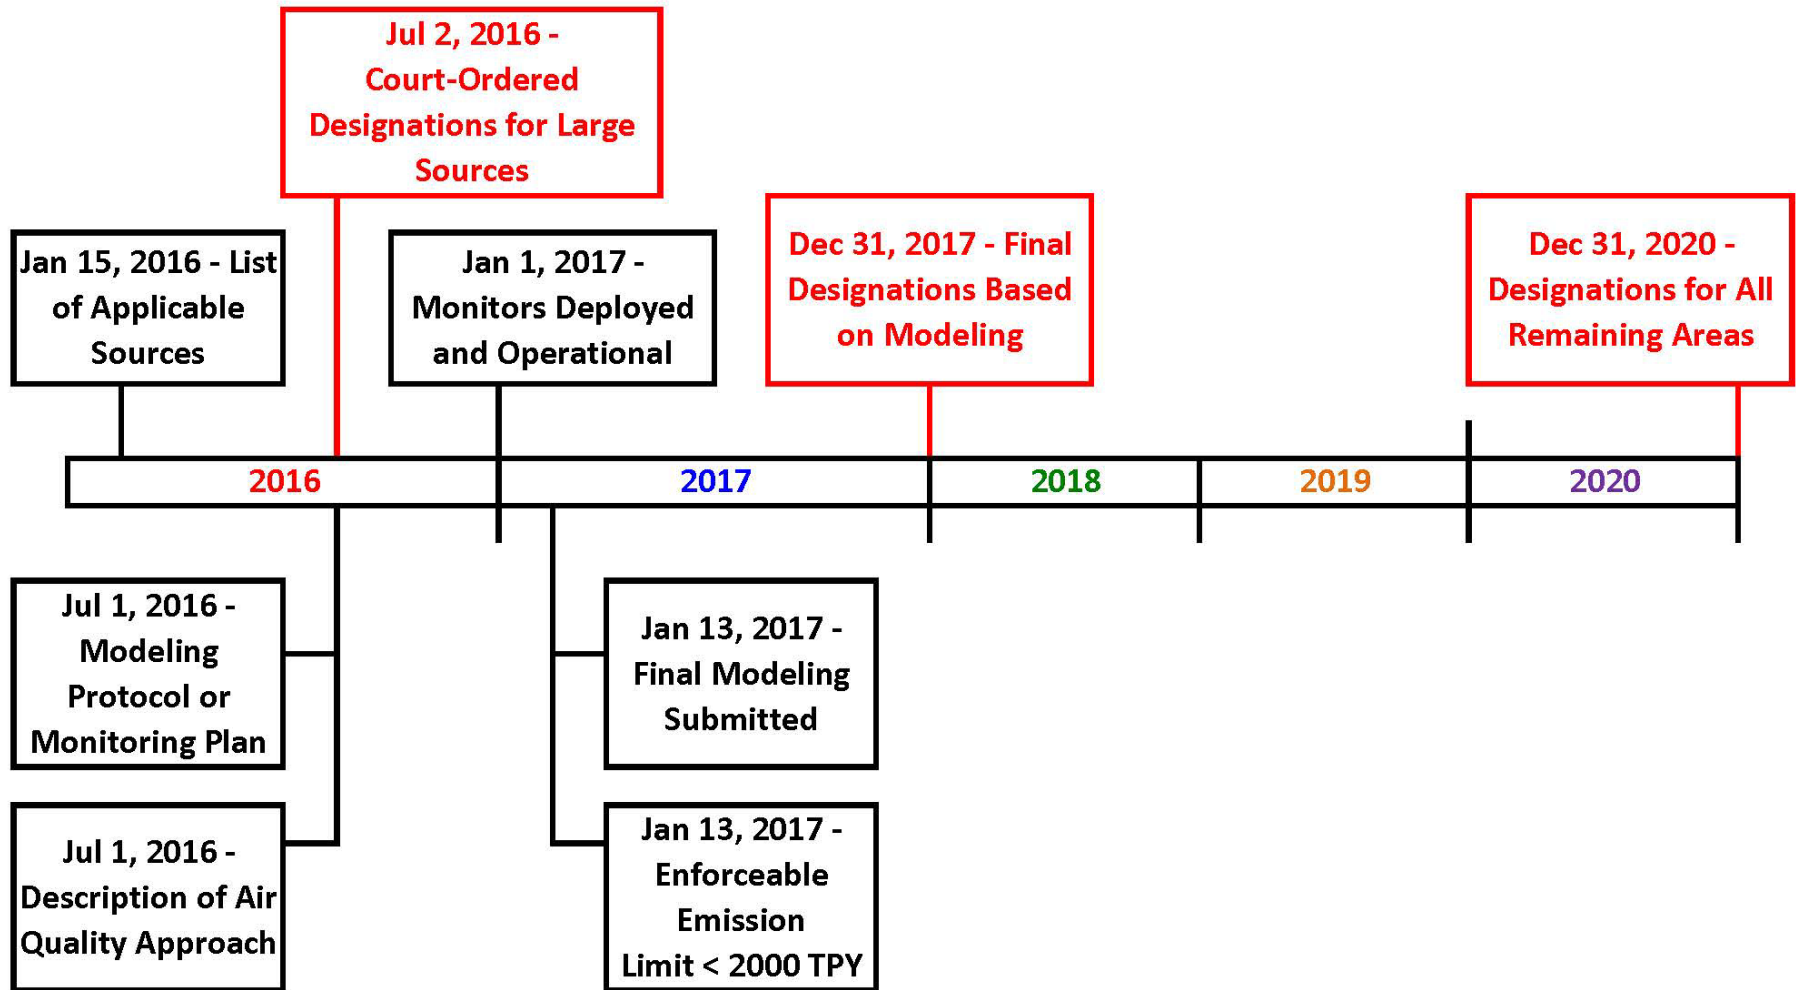 Jul 2, 2016 -
Court-Ordered
Designations for Large
Sources
Jan 15, 2016 - List
of Applicable
Sources
Jan 1, 2017 -
Monitors Deployed
and Operational
Dec 31, 2017 - Final
Designations Based
on Modeling
Dec 31, 2020 -
Designations for All
Remaining Areas
2016
2017
2018
2019
2020
Jul 1, 2016 -
Modeling
Protocol or
Monitoring Plan
Jan 13, 2017 -
Final Modeling
Submitted
Jul 1, 2016 -
Description of Air
Quality Approach
Jan 13, 2017 -
Enforceable
Emission
Limit < 2000 TPY